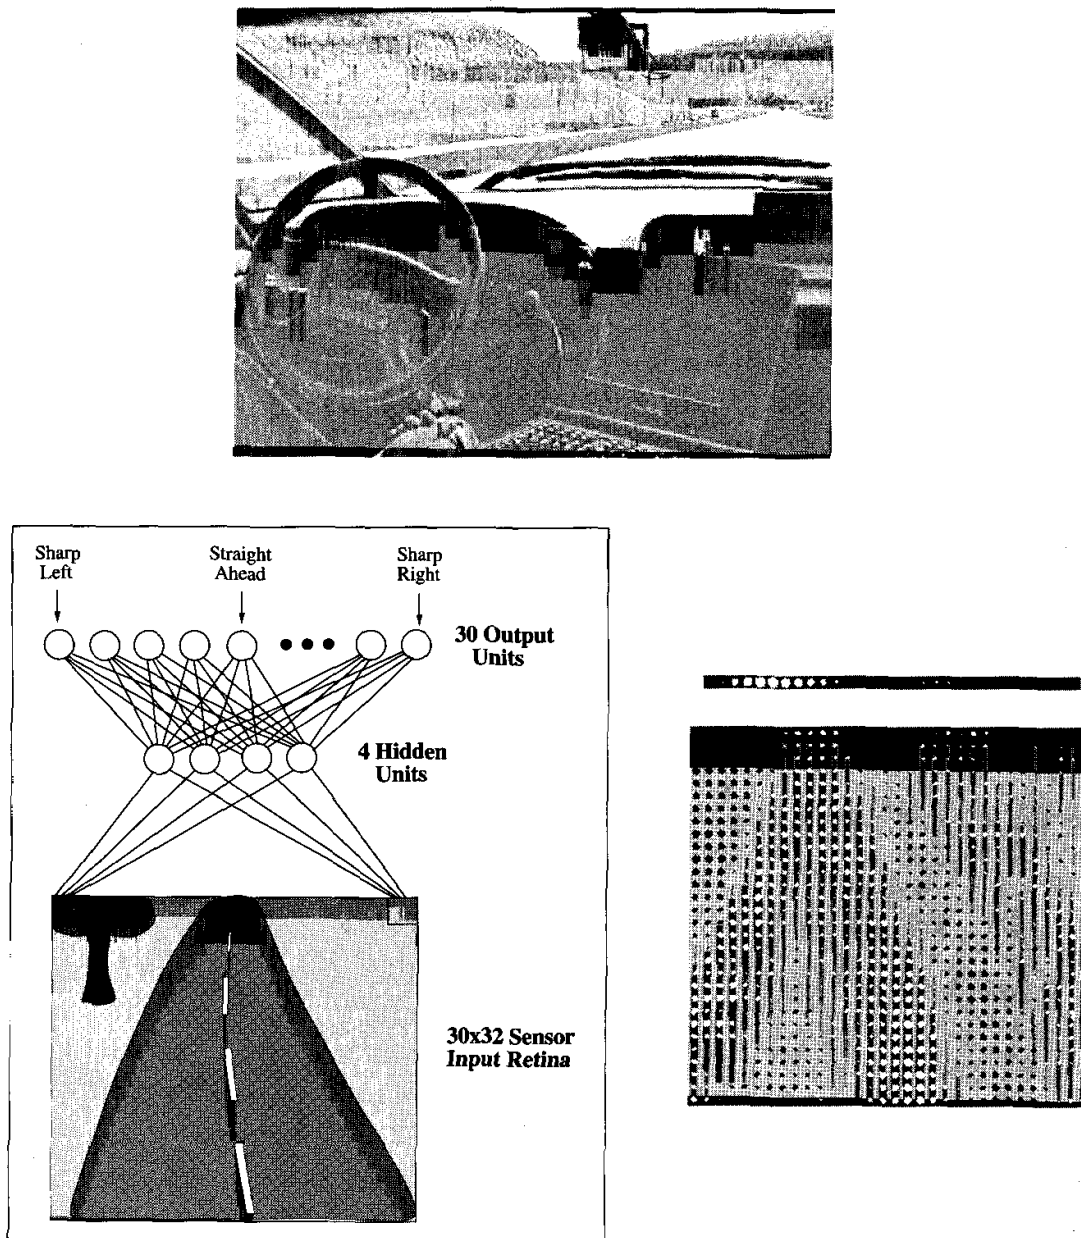 Sharp
Left
Straight
Ahead
Sharp
Right
30 Output
Units
4 Hidden
Units
30x32 Sensor
Input Retina